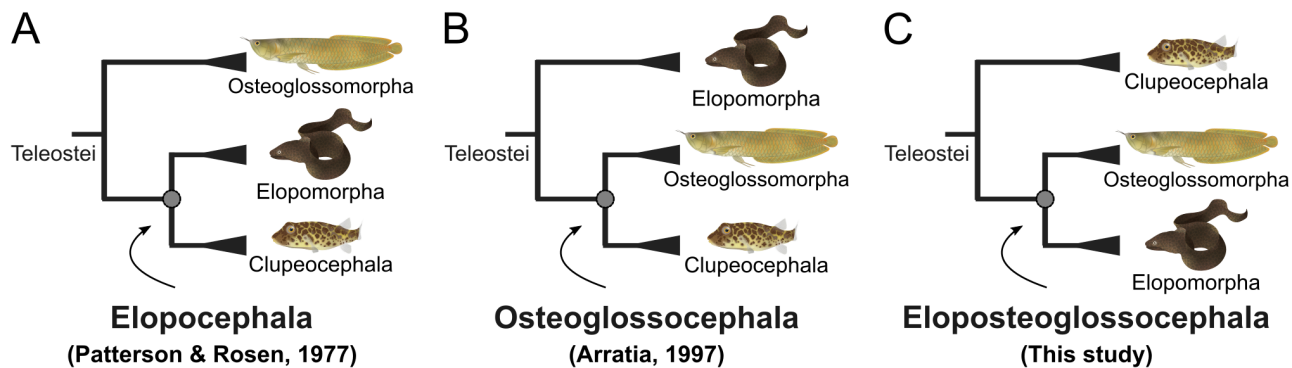 A
Osteoglossomorpha
Teleostei
Elopomorpha
Clupeocephala
Elopocephala
(Patterson & Rosen, 1977)
B
Elopomorpha
Teleostei
Osteoglossomorpha
Clupeocephala
Osteoglossocephala
(Arratia, 1997)
C
Clupeocephala
Teleostei
Osteoglossomorpha
Elopomorpha
Eloposteoglossocephala
(This study)